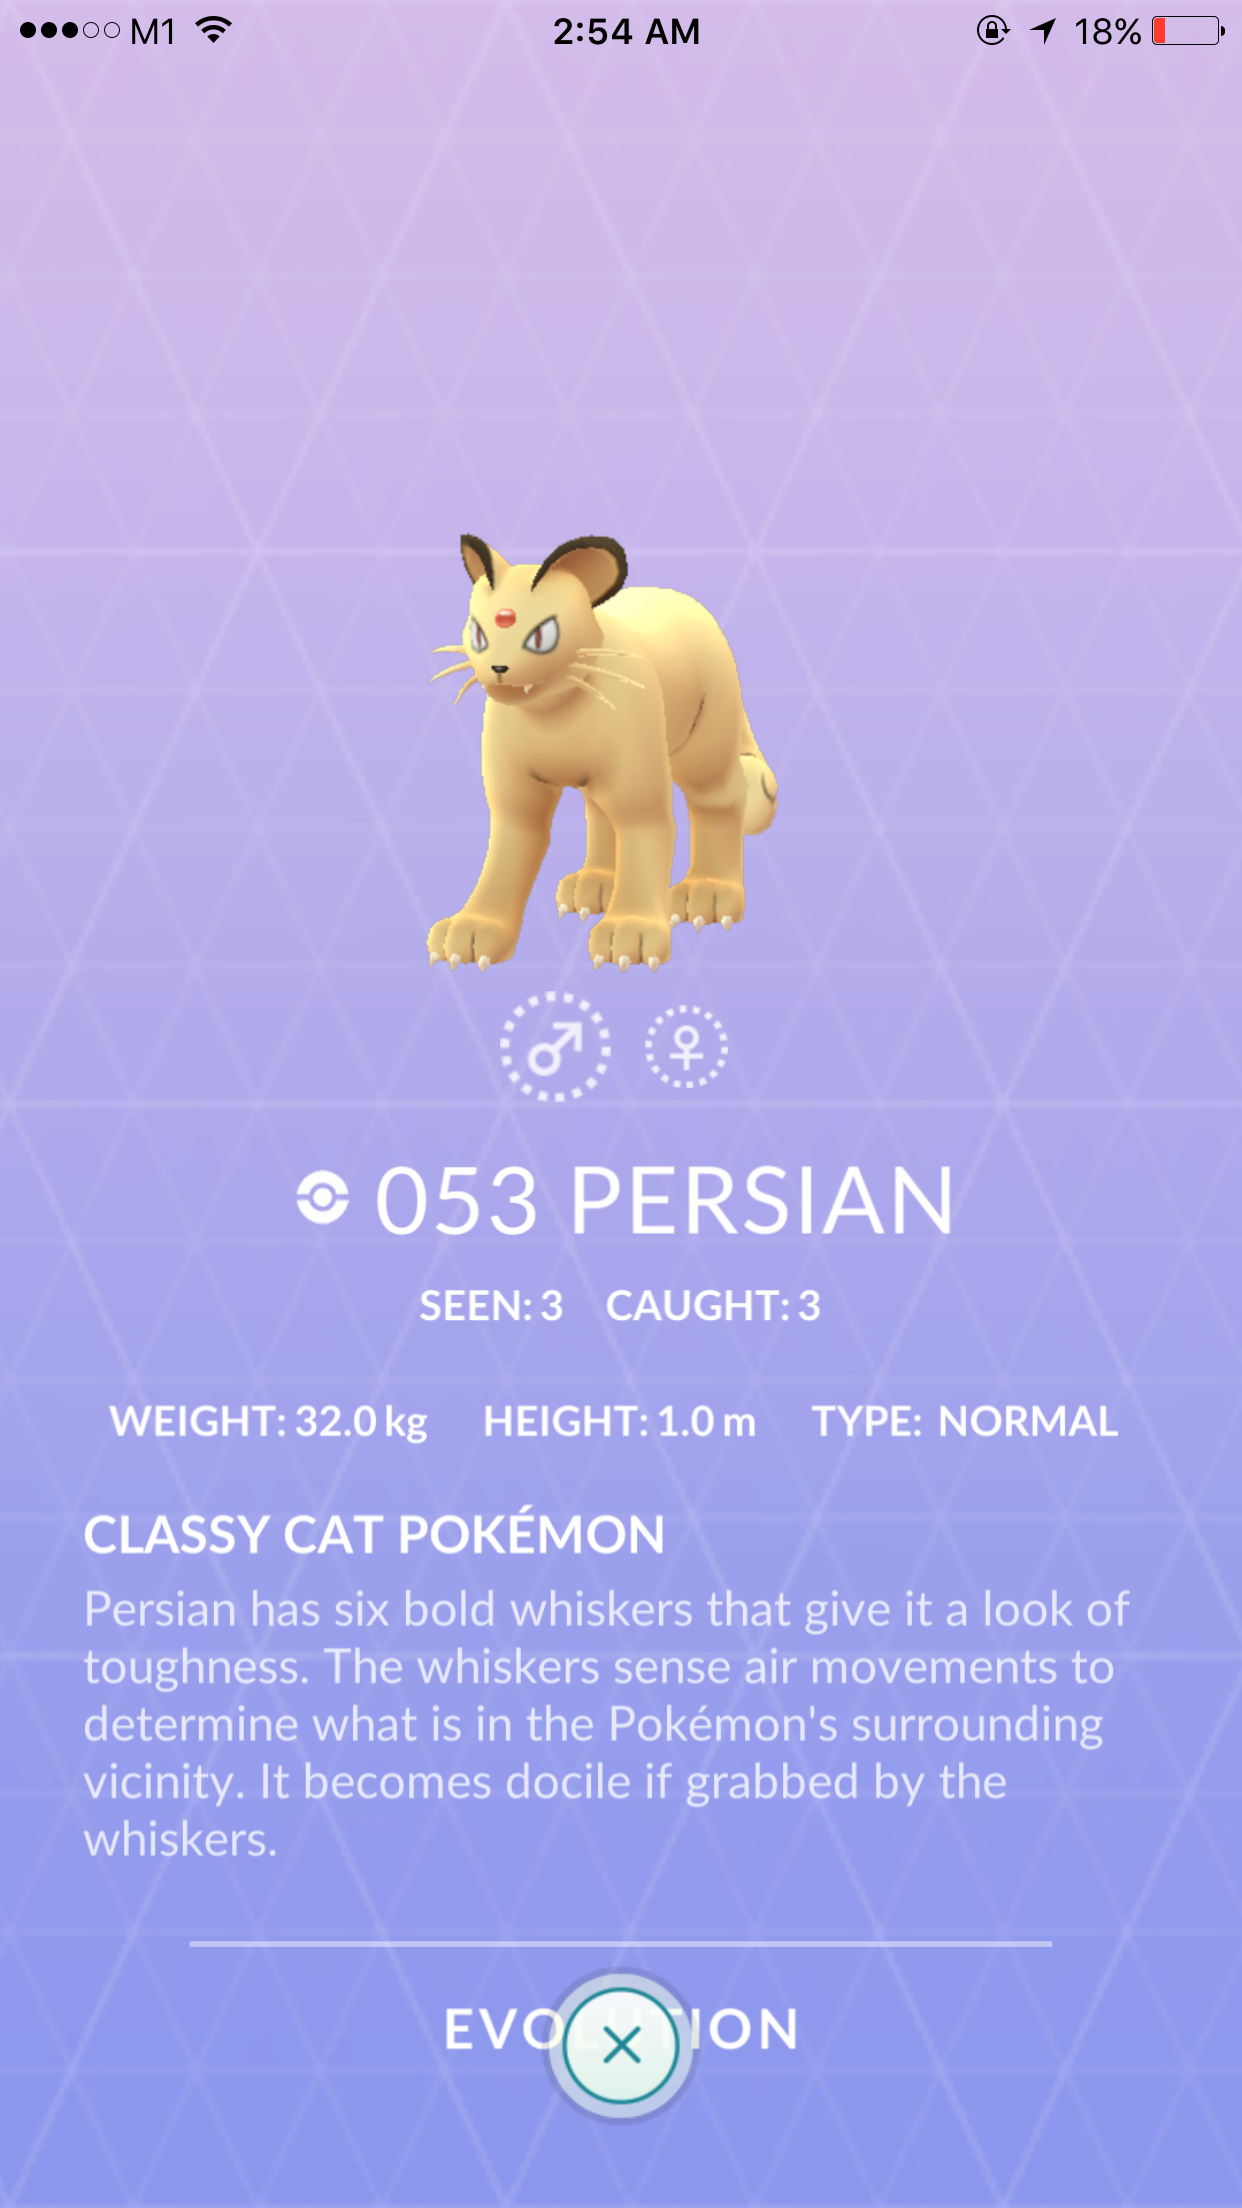 M1 2:54 AM 18%
053 PERSIAN
SEEN: 3 CAUGHT: 3
WEIGHT: 32.0 kg HEIGHT: 1.0 m TYPE: NORMAL
CLASSY CAT POKÉMON
Persian has six bold whiskers that give it a look of
toughness. The whiskers sense air movements to
determine what is in the Pokémon's surrounding
vicinity. It becomes docile if grabbed by the
whiskers.
EVOLUTION